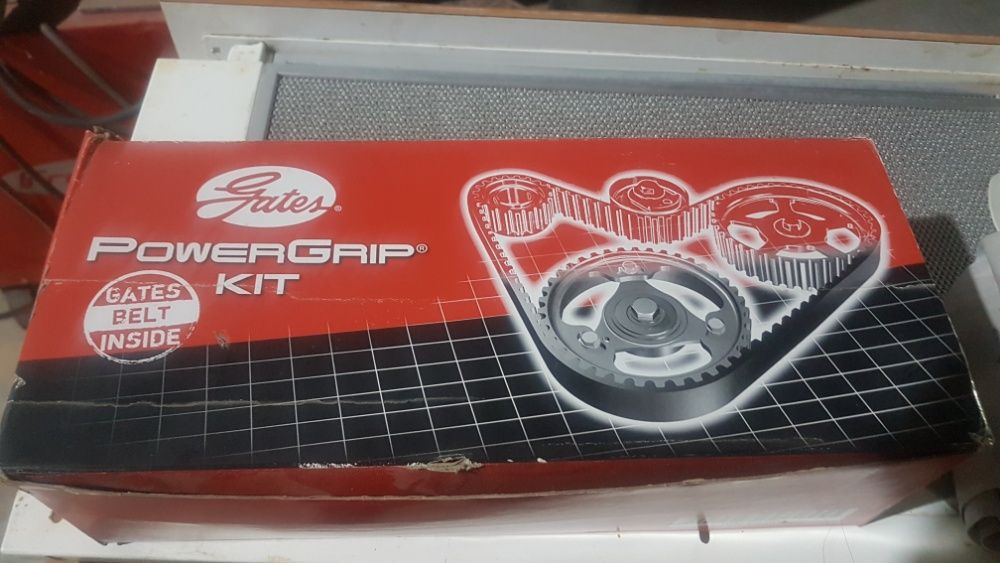 Gates®
POWERGRIP®
KIT
GATES
BELT
INSIDE